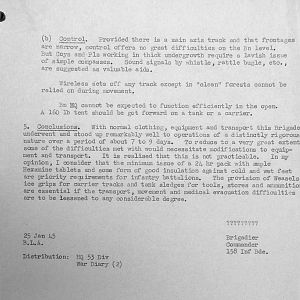 (b) Control. Provided there is a main axis track and that frontages
are narrow, control offers no great difficulties on the Bn level.
But Coys and Pls working in thick undergrowth require a lavish issue
of simple compasses. Sound signals by whistle, rattle bugle, etc.,
are suggested as valuable aids.
Wireless sets off any track except in "clean" forests cannot be
relied on during movement.
Bn HQ cannot be expected to function efficiently in the open.
A 160 lb tent should be got forward on a tank or a carrier.
5. Conclusions. With normal clothing, equipment and transport this Brigade
underwent and stood up remarkably well to operations of a distinctly rigorous
nature over a period of about 7 to 9 days. To reduce to a very great extent
some of the difficulties met with would necessitate modifications to equip-
ment and transport. It is realised that this is not practicable. In my
opinion, I consider that the minimum issue of a 24 hr pack with ample
Hexamine tablets and some form of good insulation against cold and wet feet
are priority requirements for infantry battalions. The provision of Weasels
ice grips for carrier tracks and tank sledges for tools, stores and ammunition
are essential if the transport, movement and medical evacuation difficulties
are to be lessened to any considerable degree.
?????????
25 Jan 45
B.L.A.
Brigadier
Commander
158 Inf Bde.
Distribution: HQ 53 Div
War Diary (2)